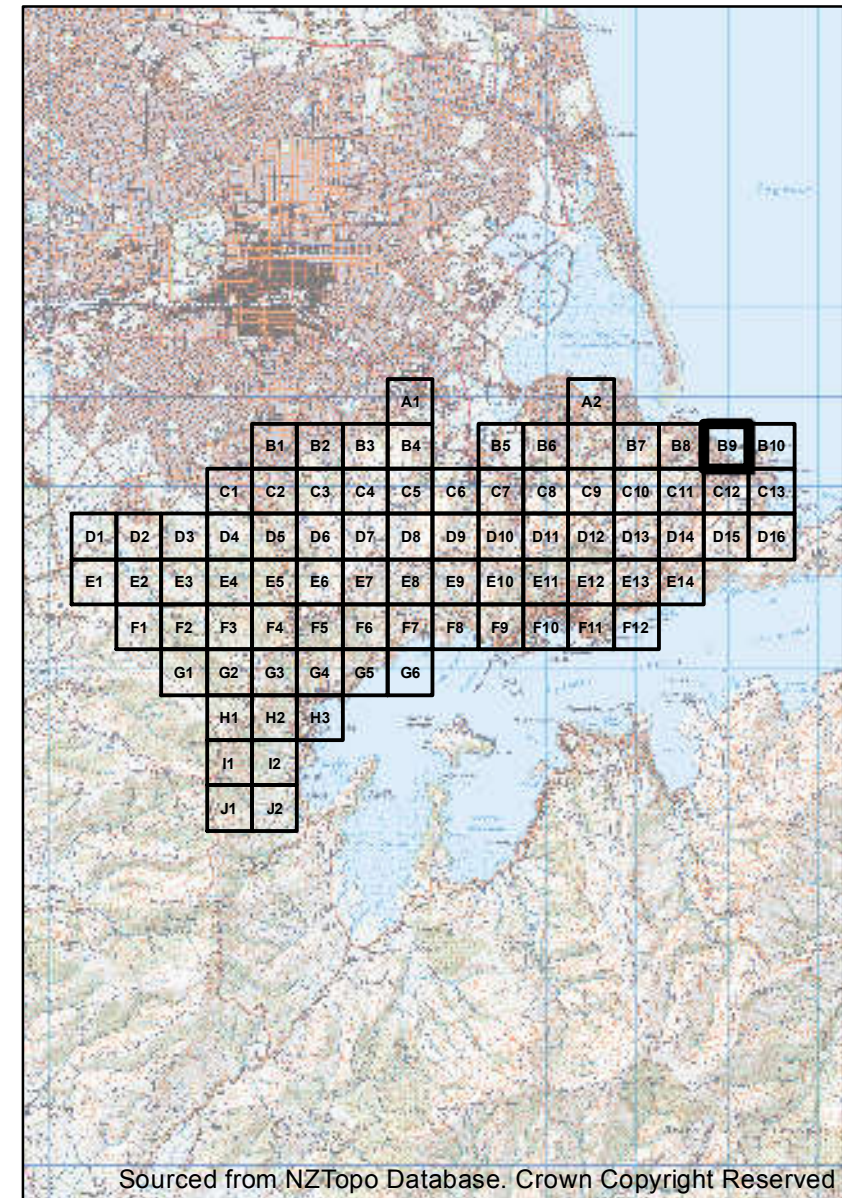 A1 A2
B1 B2 B3 B4 B5 B6 B7 B8 B9 B10
C1 C2 C3 C4 C5 C6 C7 C8 C9 C10 C11 C12 C13
D1 D2 D3 D4 D5 D6 D7 D8 D9 D10 D11 D12 D13 D14 D15 D16
E1 E2 E3 E4 E5 E6 E7 E8 E9 E10 E11 E12 E13 E14
F1 F2 F3 F4 F5 F6 F7 F8 F9 F10 F11 F12
G1 G2 G3 G4 G5 G6
H1 H2 H3
I1 I2
J1 J2
Sourced from NZTopo Database. Crown Copyright Reserved